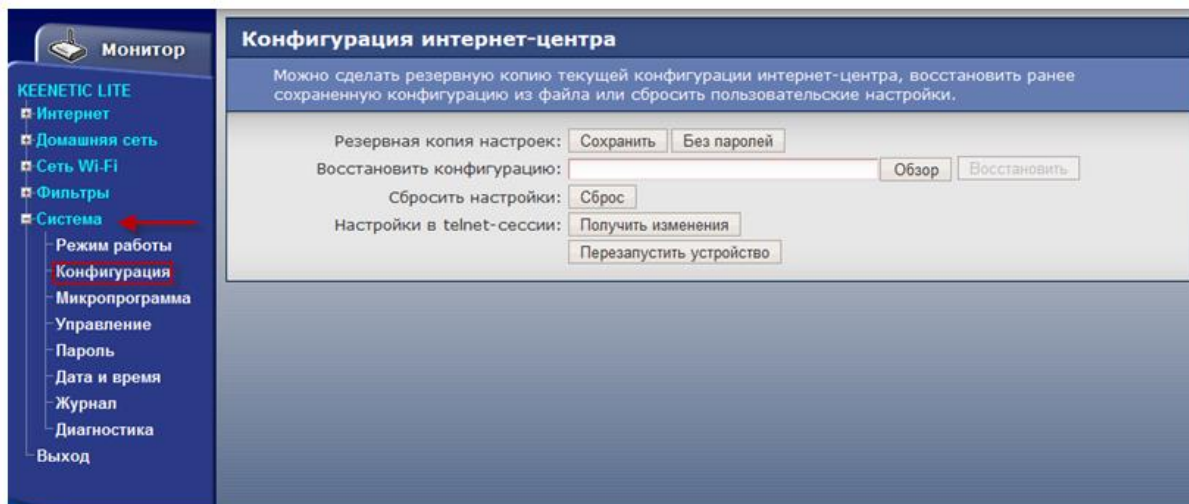 Монитор
KEENETIC LITE
Интернет
Домашняя сеть
Сеть Wi-Fi
Фильтры
Система
Режим работы
Конфигурация
Микропрограмма
Управление
Пароль
Дата и время
Журнал
Диагностика
Выход
Конфигурация интернет-центра
Можно сделать резервную копию текущей конфигурации интернет-центра, восстановить ранее
сохраненную конфигурацию из файла или сбросить пользовательские настройки.
Резервная копия настроек: Сохранить Без паролей
Восстановить конфигурацию: Обзор Восстановить
Сбросить настройки: Сброс
Настройки в telnet-сессии: Получить изменения
Перезапустить устройство